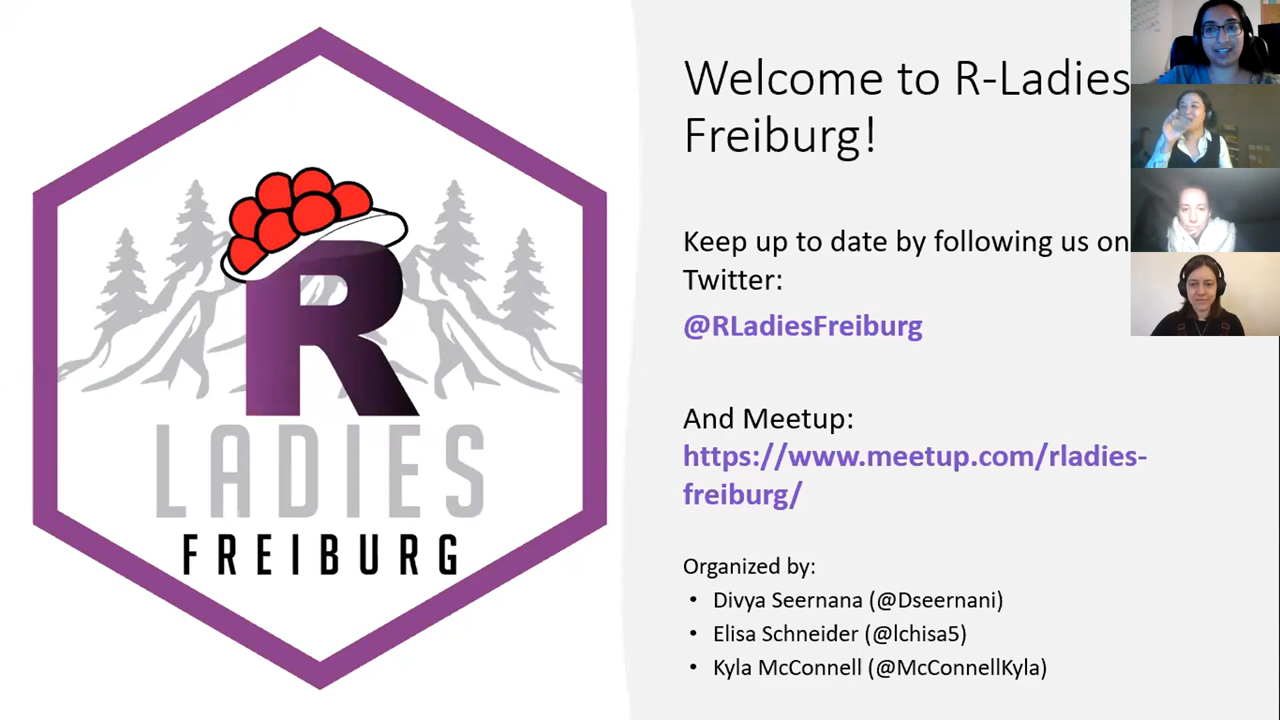 R
LADIES
FREIBURG
Welcome to R-Ladies
Freiburg!
Keep up to date by following us on
Twitter:
@RLadiesFreiburg
And Meetup:
https://www.meetup.com/rladies-
freiburg/
Organized by:
• Divya Seernana (@Dseernani)
• Elisa Schneider (@lchisa5)
• Kyla McConnell (@McConnellKyla)